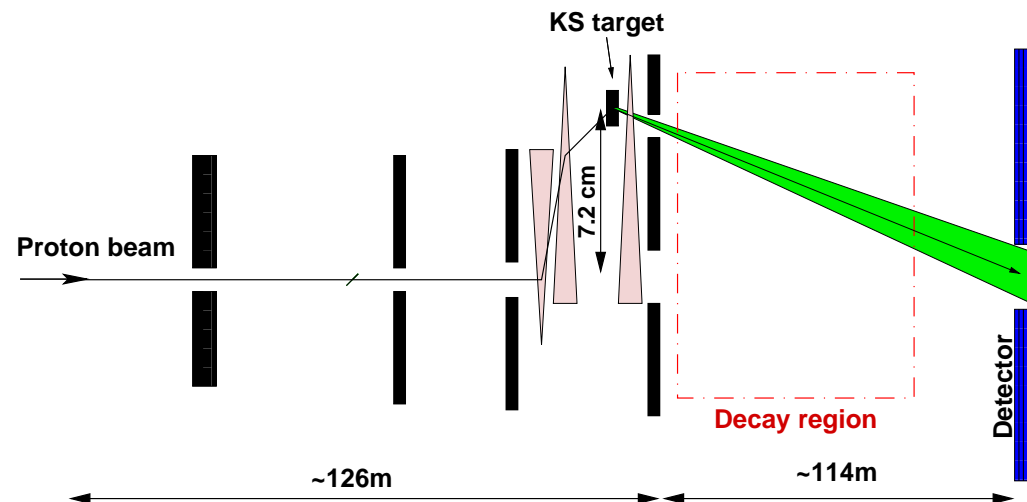 KS target
7.2 cm
Proton beam
Decay region
Detector
~126m
~114m